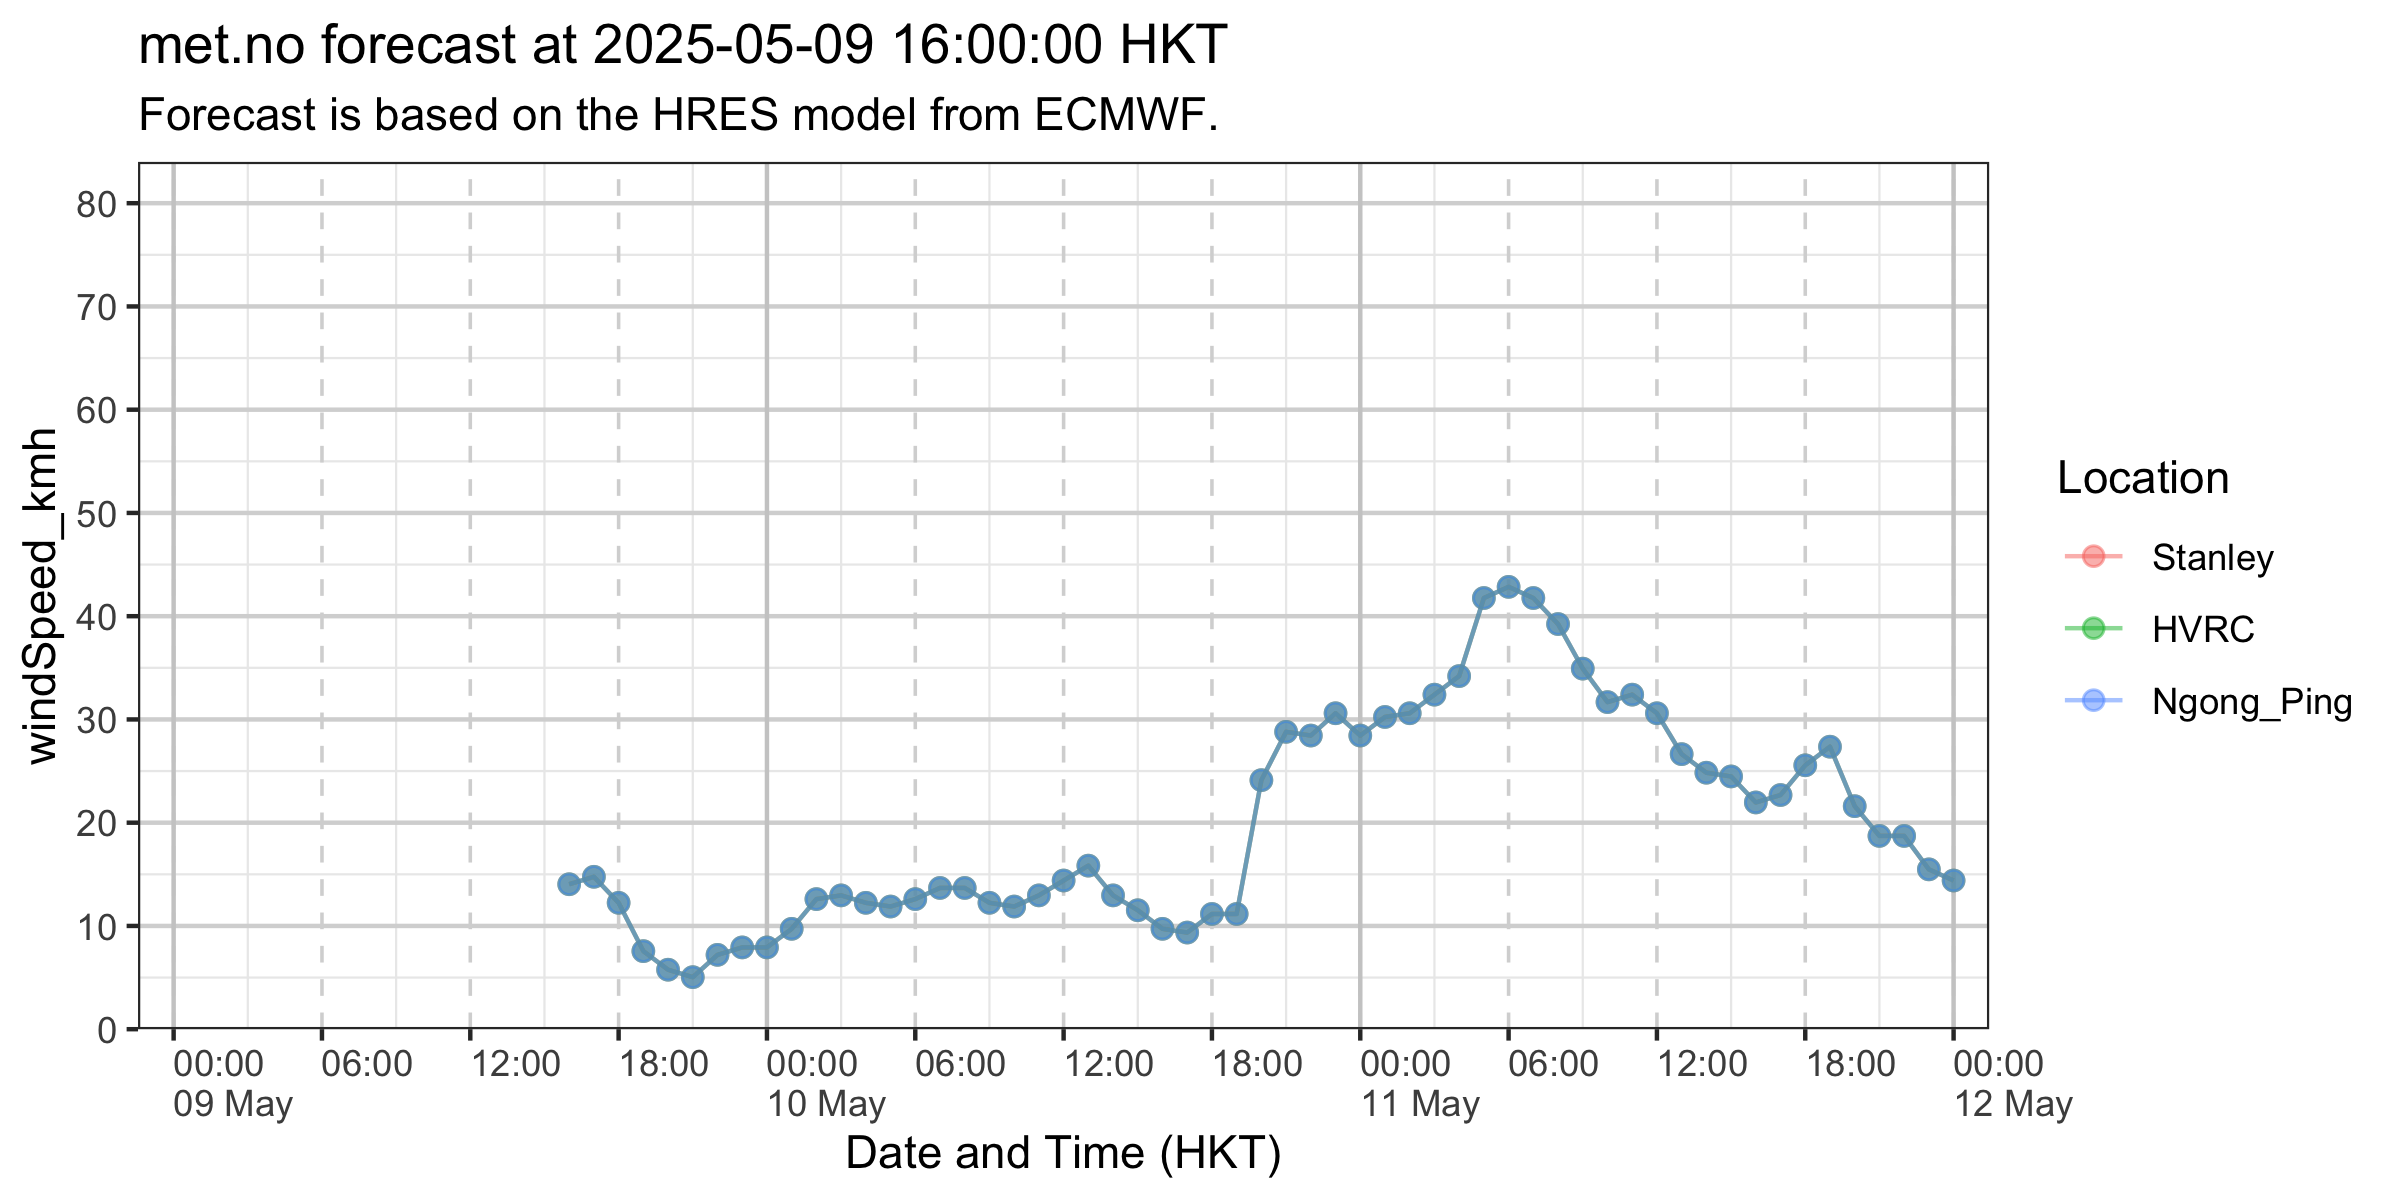 met.no forecast at 2025-05-09 16:00:00 HKT
Forecast is based on the HRES model from ECMWF.
windSpeed_kmh
80
70
60
50
40
30
20
10
0
00:00 06:00 12:00 18:00 00:00 06:00 12:00 18:00 00:00 06:00 12:00 18:00 00:00
09 May 10 May 11 May 12 May
Date and Time (HKT)
Location
Stanley
HVRC
Ngong_Ping